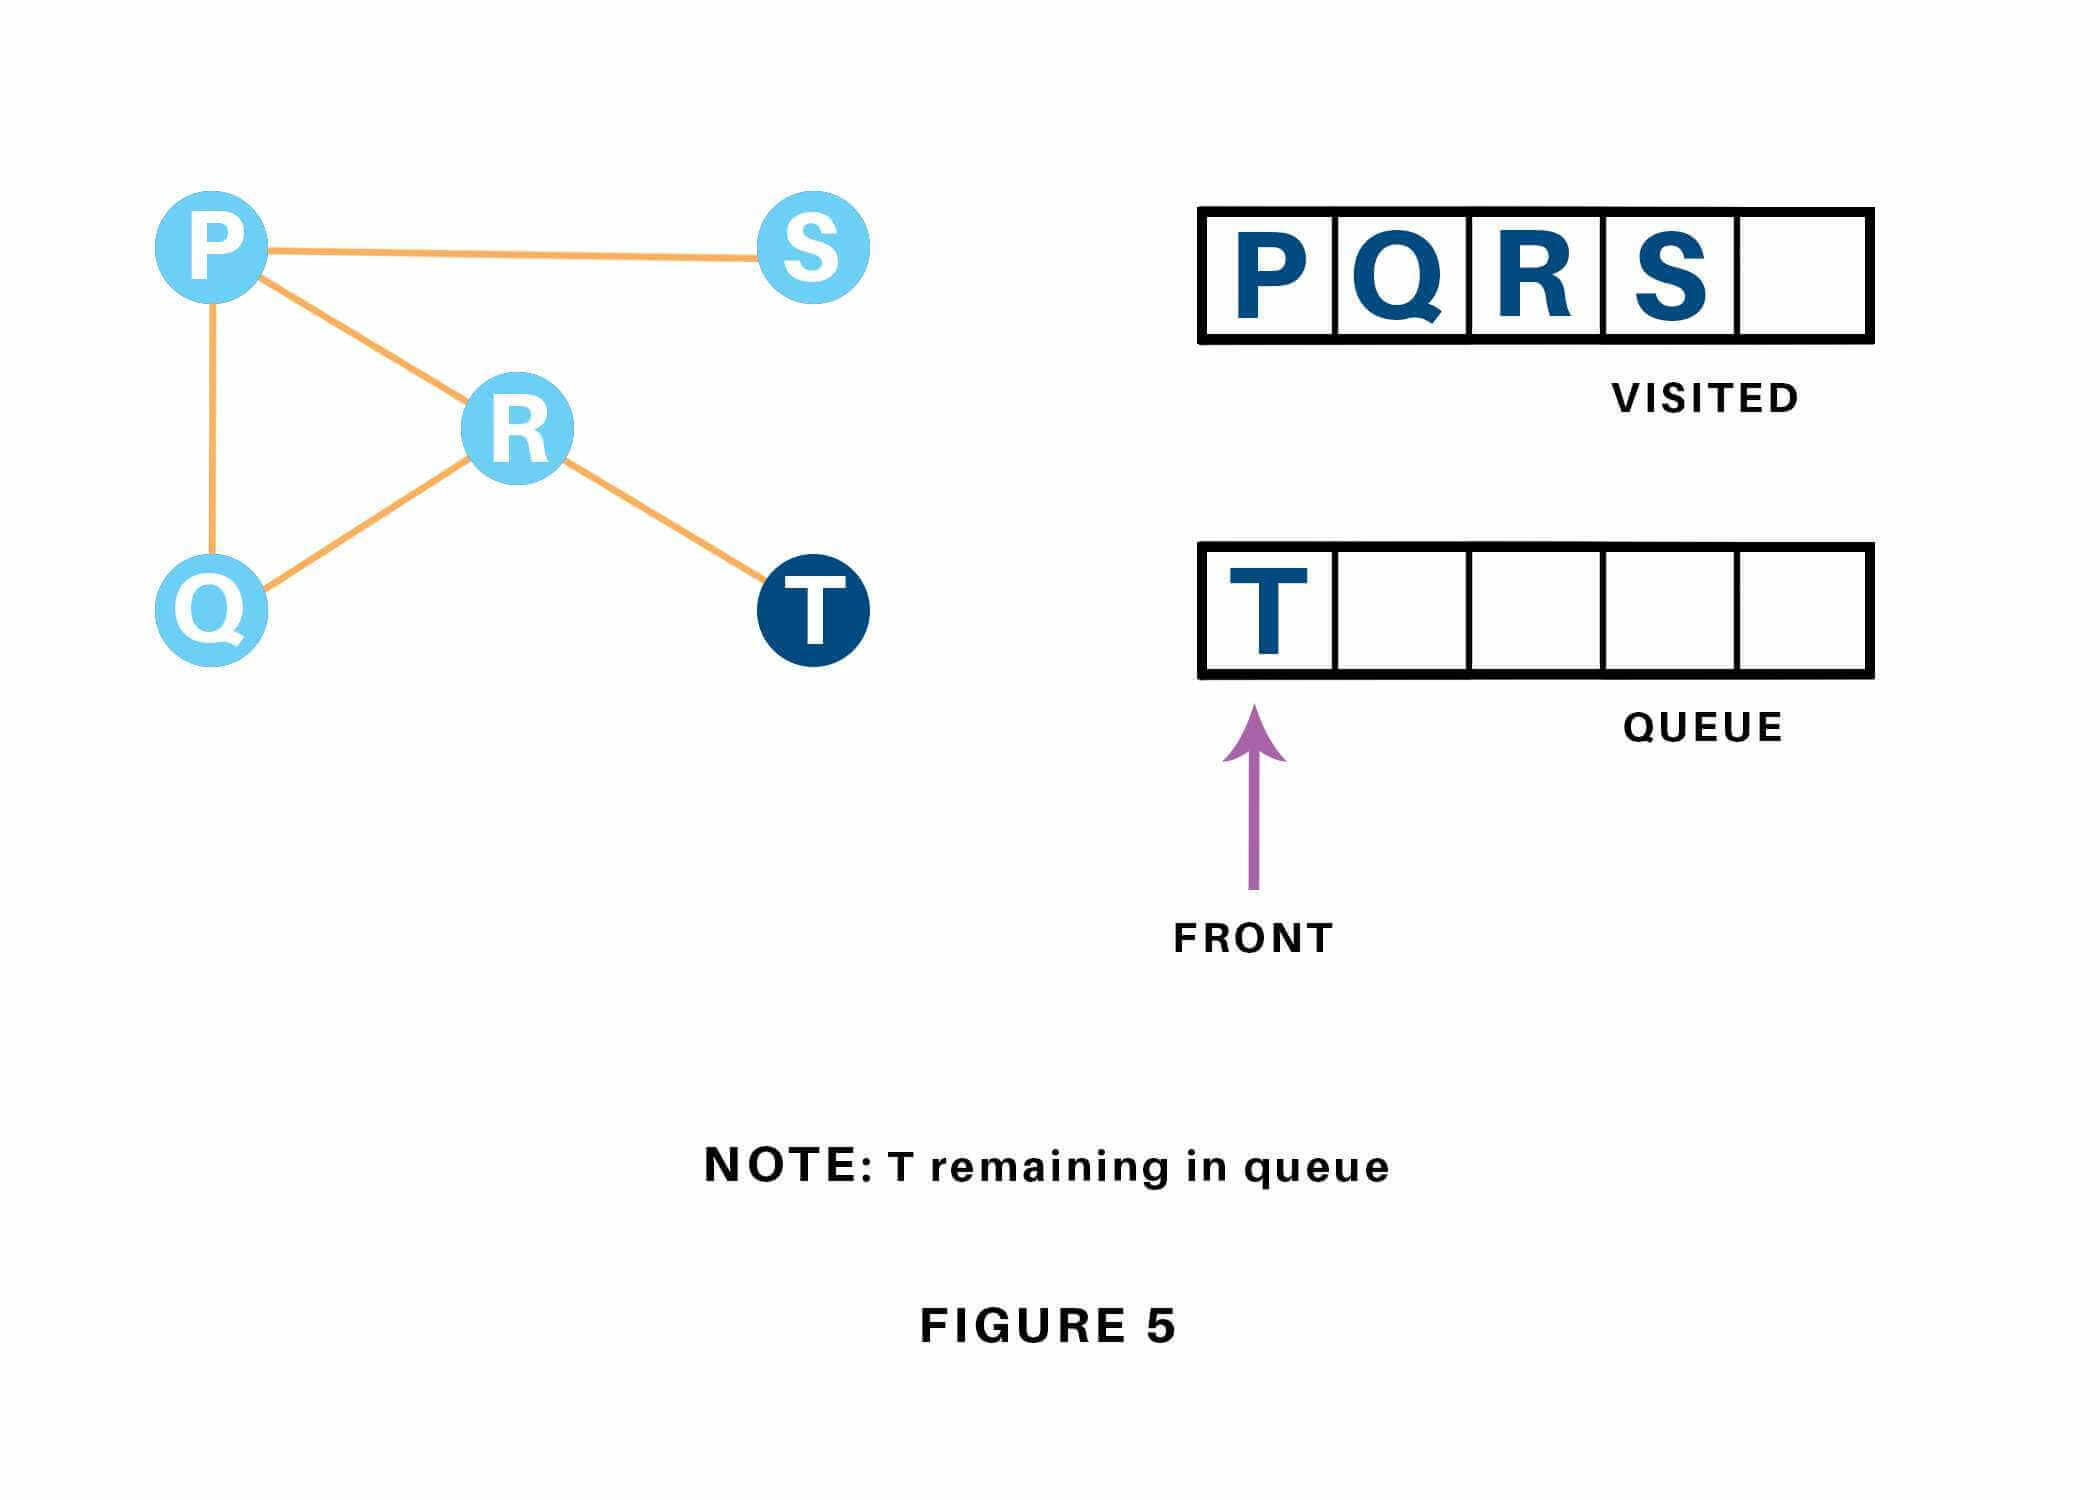 P S
R
Q T
P Q R S
VISITED
T
QUEUE
FRONT
NOTE: T remaining in queue
FIGURE 5